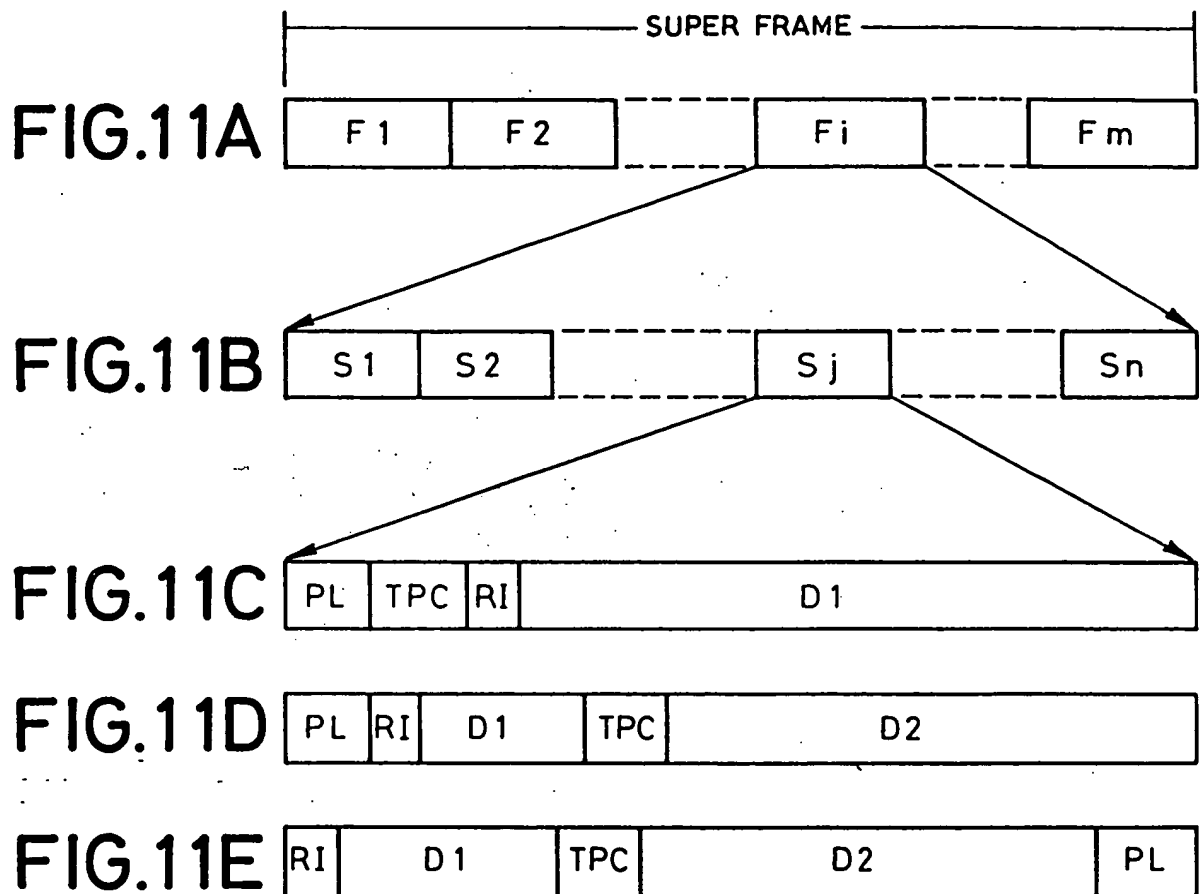 SUPER FRAME
FIG.11A F1 F2 Fi Fm
FIG.11B S1 S2 Sj Sn
FIG.11C PL TPC RI D1
FIG.11D PL RI D1 TPC D2
FIG.11E RI D1 TPC D2 PL